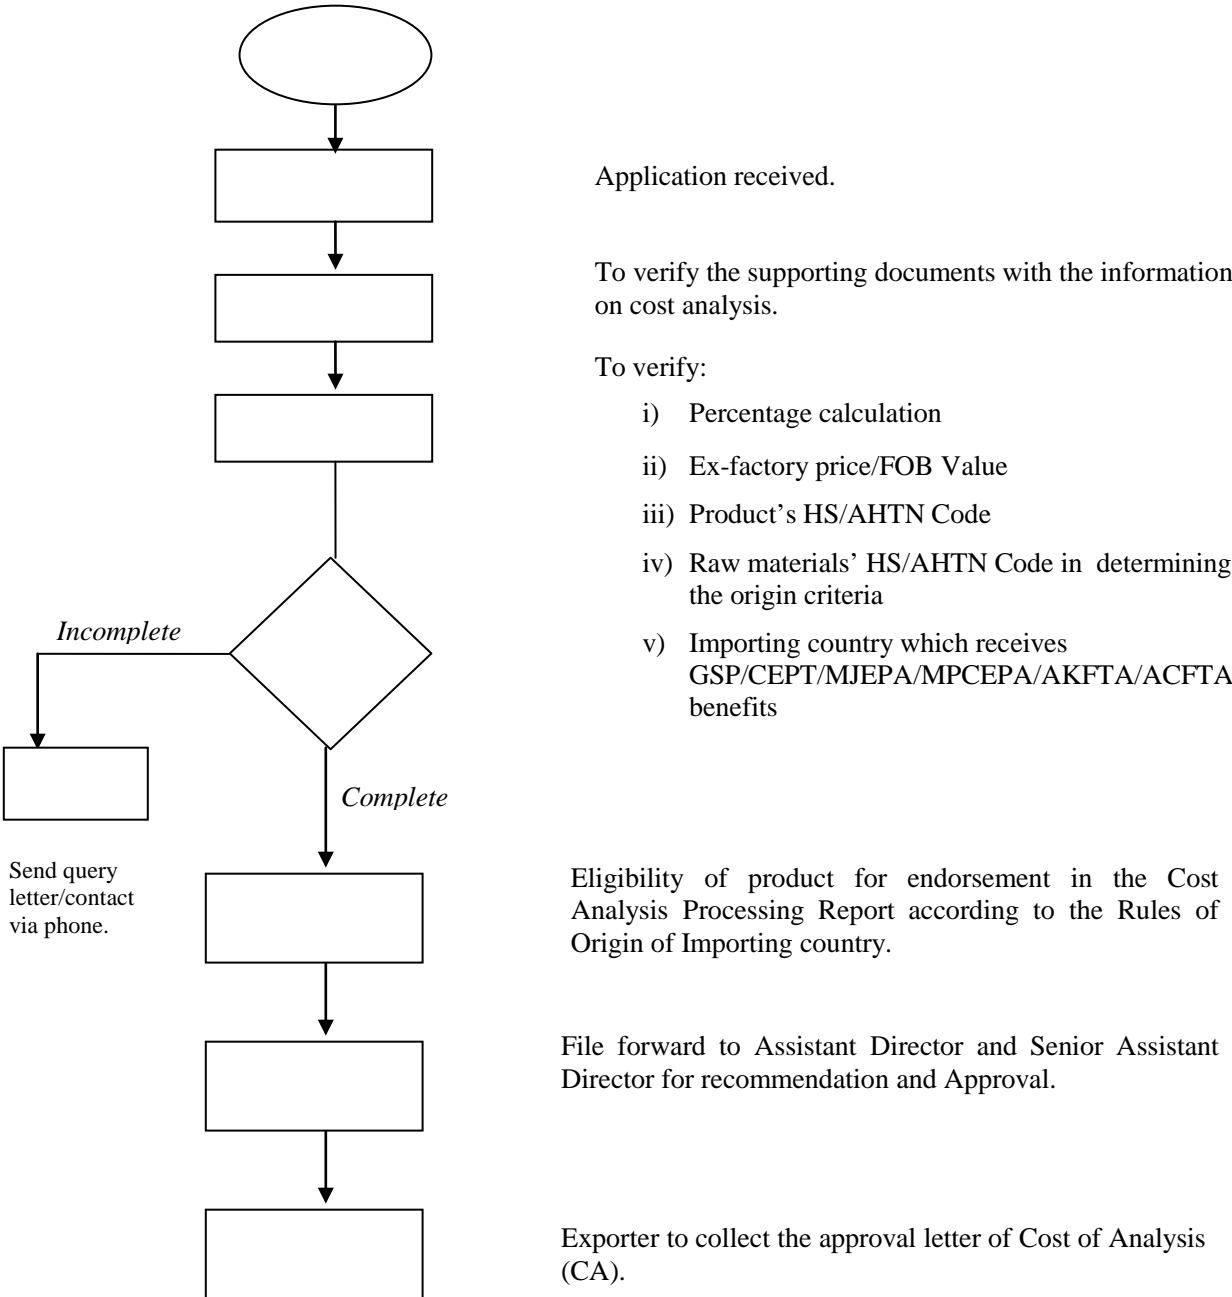 Application received.
To verify the supporting documents with the information
on cost analysis.
To verify:
i) Percentage calculation
ii) Ex-factory price/FOB Value
iii) Product's HS/AHTN Code
iv) Raw materials' HS/AHTN Code in determining
the origin criteria
v) Importing country which receives
GSP/CEPT/MJEPA/MPCEPA/AKFTA/ACFTA
benefits
Incomplete
Complete
Send query
letter/contact
via phone.
Eligibility of product for endorsement in the Cost
Analysis Processing Report according to the Rules of
Origin of Importing country.
File forward to Assistant Director and Senior Assistant
Director for recommendation and Approval.
Exporter to collect the approval letter of Cost of Analysis
(CA).